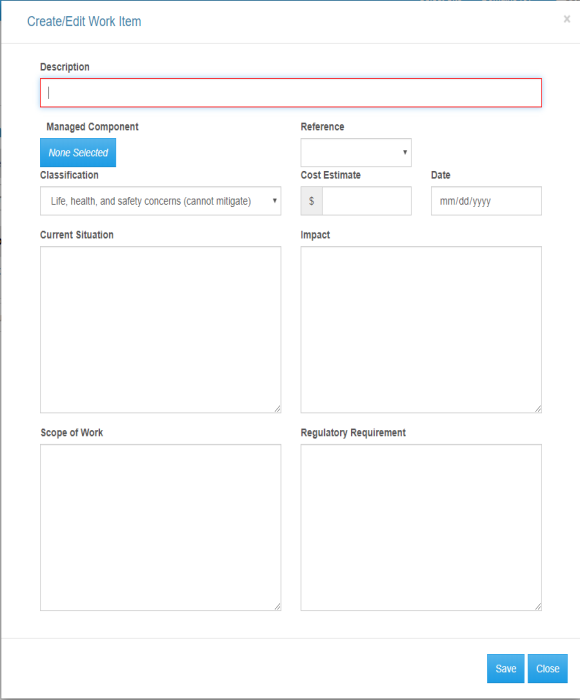 Create/Edit Work Item
x
Description
Managed Component Reference
None Selected
Classification Cost Estimate Date
Life, health, and safety concerns (cannot mitigate) $ mm/dd/yyyy
Current Situation Impact
Scope of Work Regulatory Requirement
Save Close